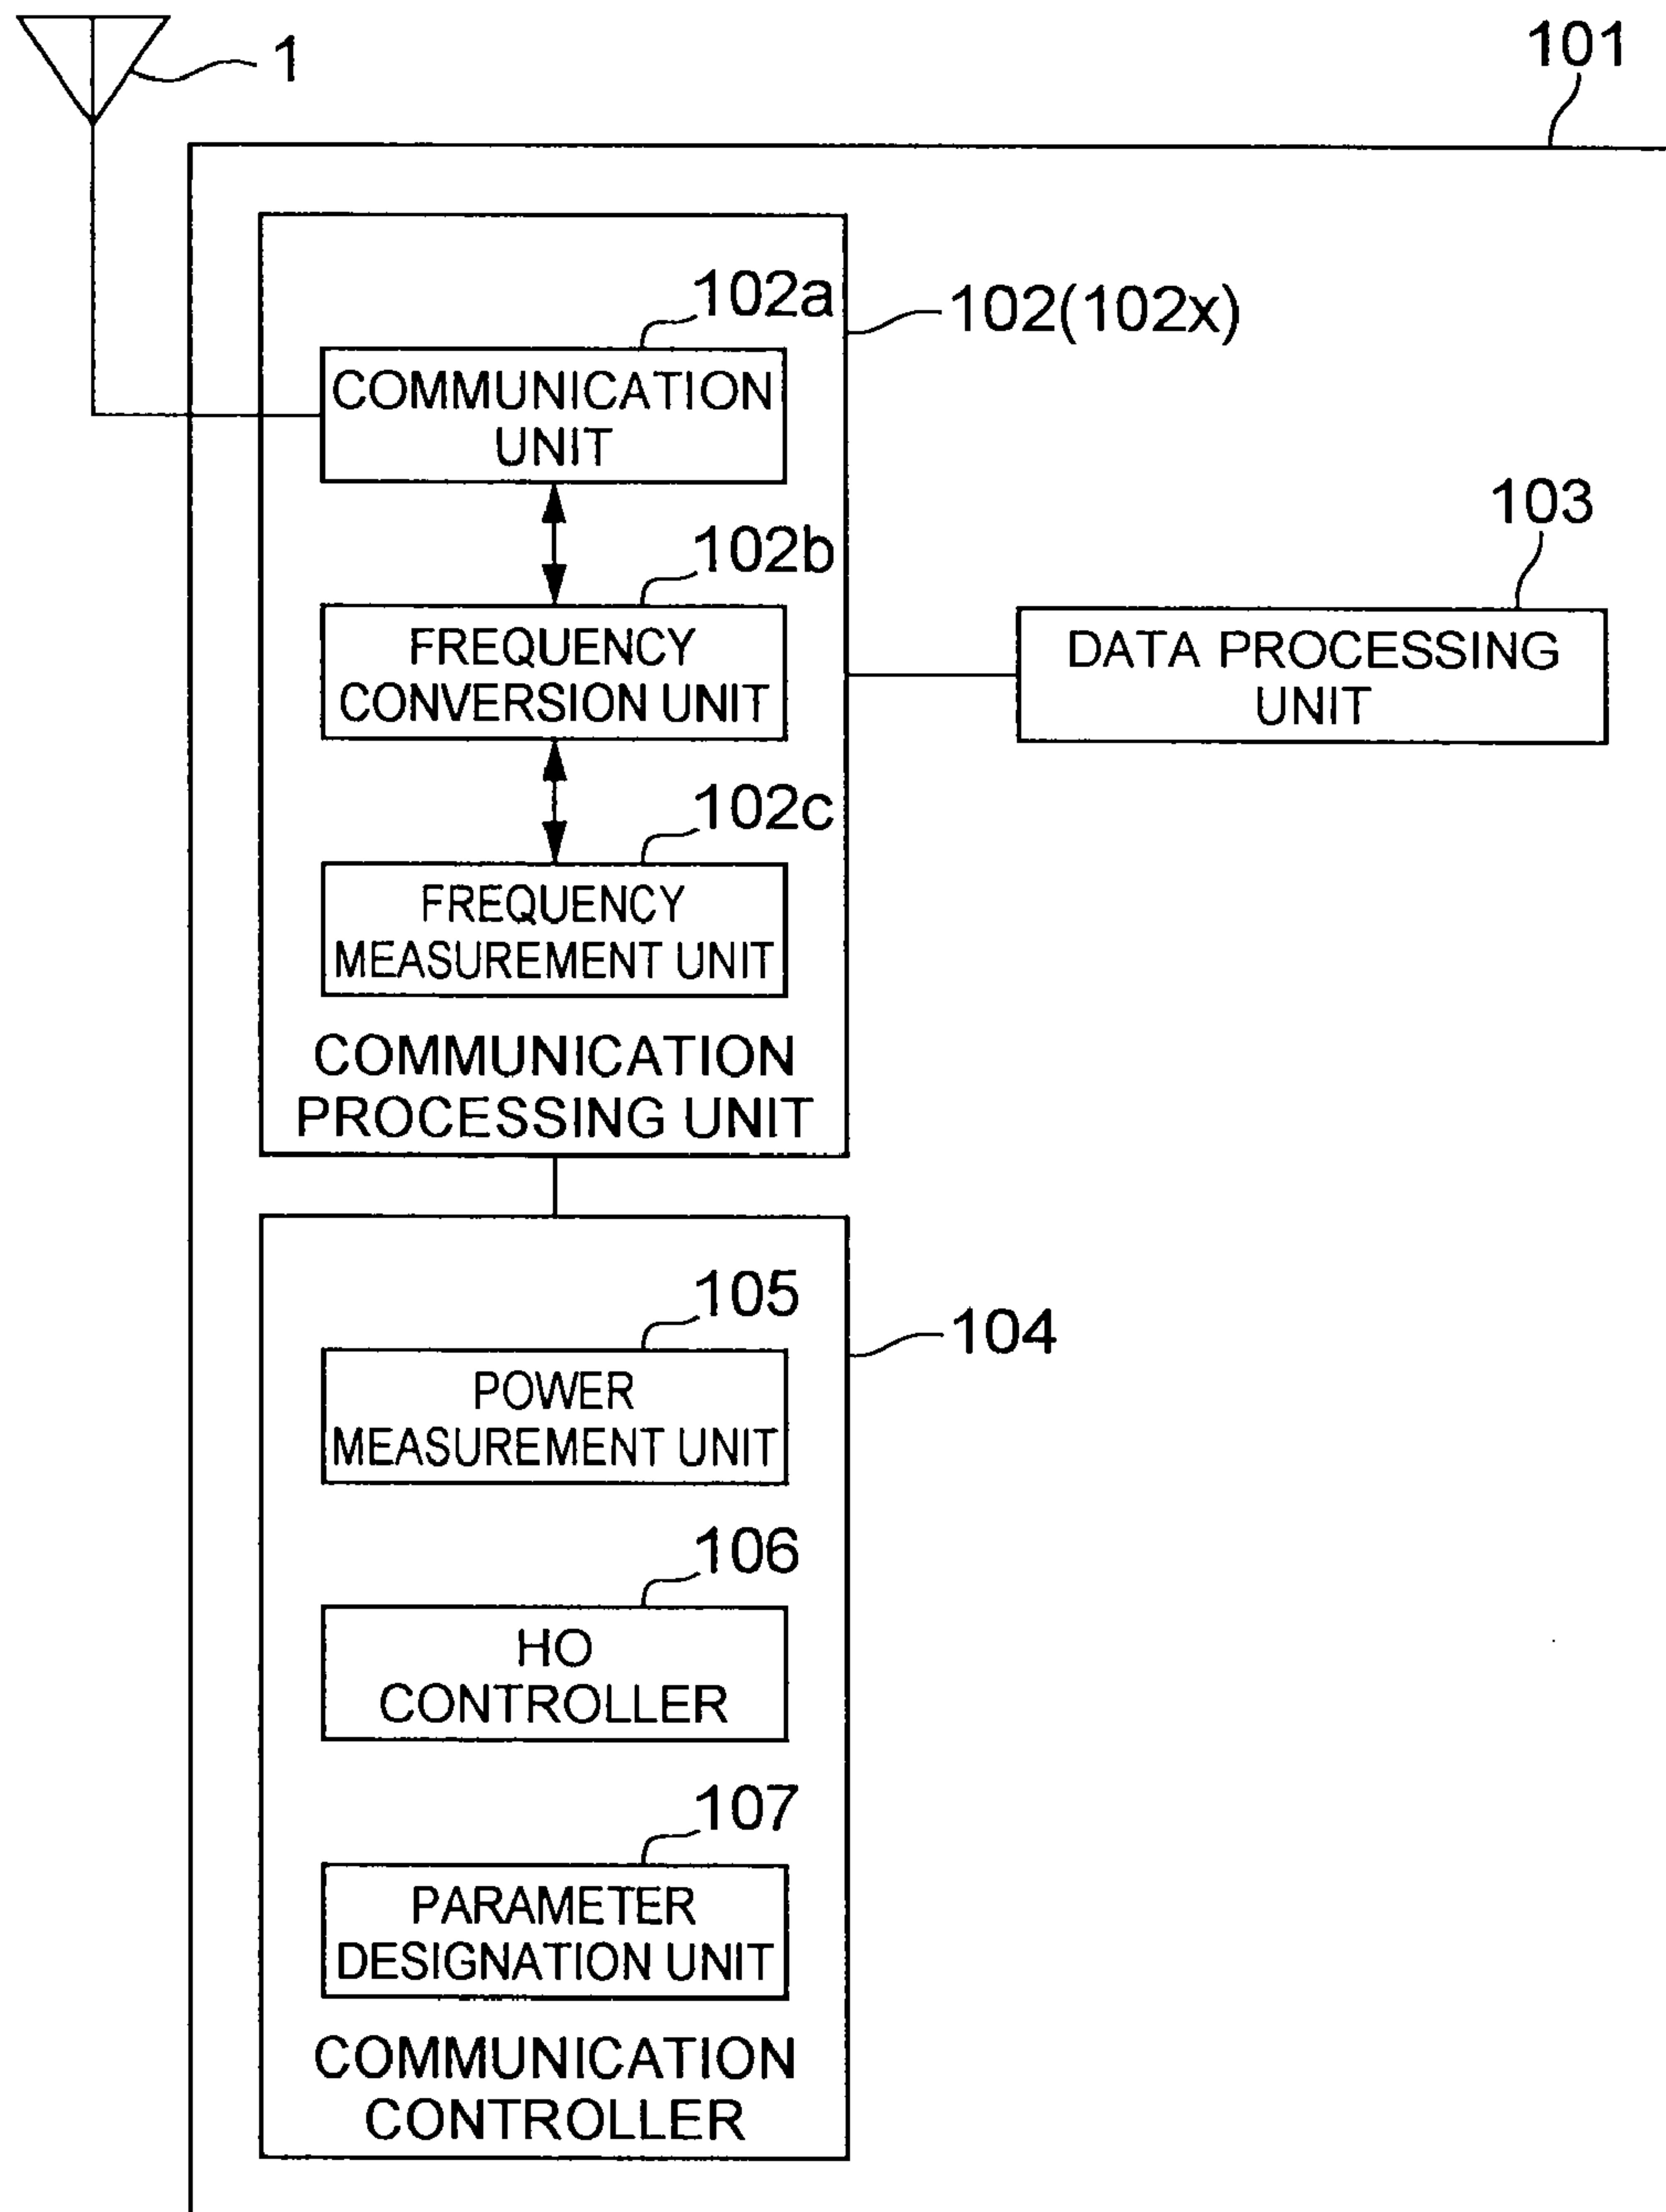 1
101
102a
102(102x)
COMMUNICATION
UNIT
103
102b
FREQUENCY
CONVERSION UNIT
DATA PROCESSING
UNIT
102c
FREQUENCY
MEASUREMENT UNIT
COMMUNICATION
PROCESSING UNIT
105
104
POWER
MEASUREMENT UNIT
106
HO
CONTROLLER
107
PARAMETER
DESIGNATION UNIT
COMMUNICATION
CONTROLLER